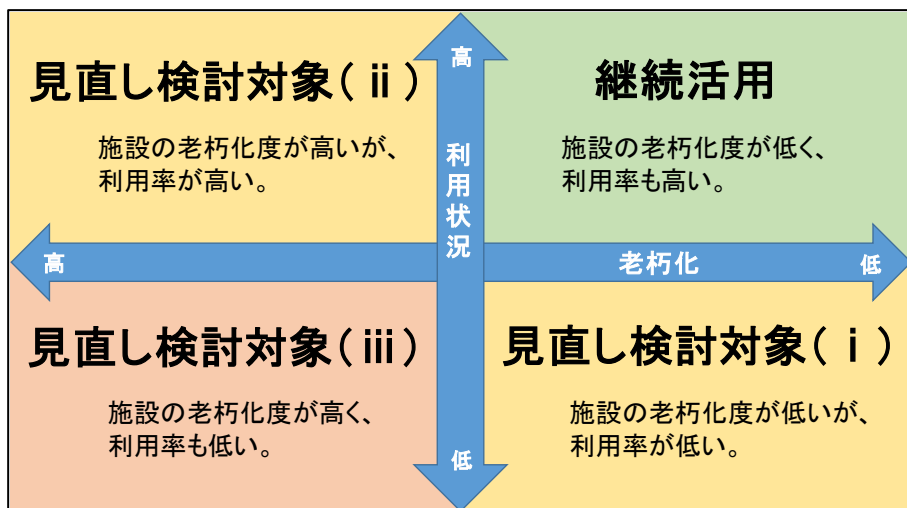 見直し検討対象（ⅱ）
施設の老朽化度が高いが、
利用率が高い。
継続活用
施設の老朽化度が低く、
利用率も高い。
高
利用状況
低
高
老朽化
低
見直し検討対象（ⅲ）
施設の老朽化度が高く、
利用率も低い。
見直し検討対象（ⅰ）
施設の老朽化度が低いが、
利用率が低い。